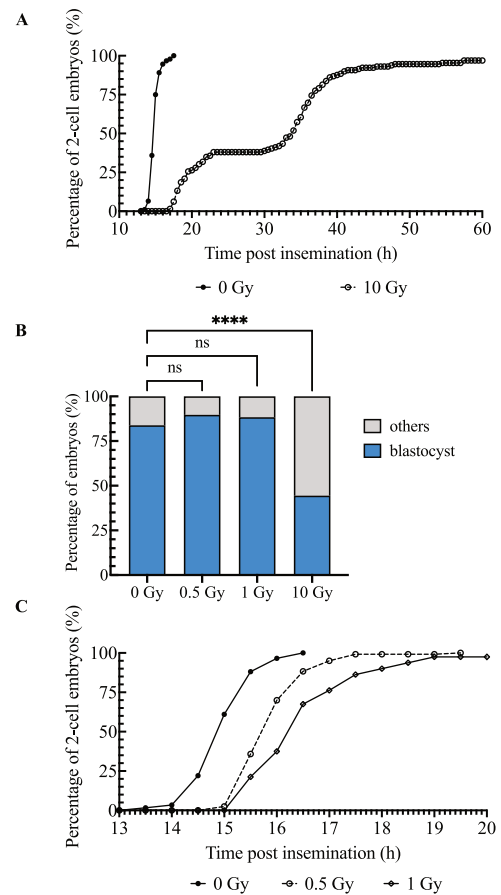 A
Percentage of 2-cell embryos (%)
100
75
50
25
0
10 20 30 40 50 60
Time post insemination (h)
0 Gy 10 Gy
B
****
ns
ns
Percentage of embryos (%)
100
75
50
25
0
0 Gy 0.5 Gy 1 Gy 10 Gy
others
blastocyst
C
Percentage of 2-cell embryos (%)
100
75
50
25
0
13 14 15 16 17 18 19 20
Time post insemination (h)
0 Gy 0.5 Gy 1 Gy